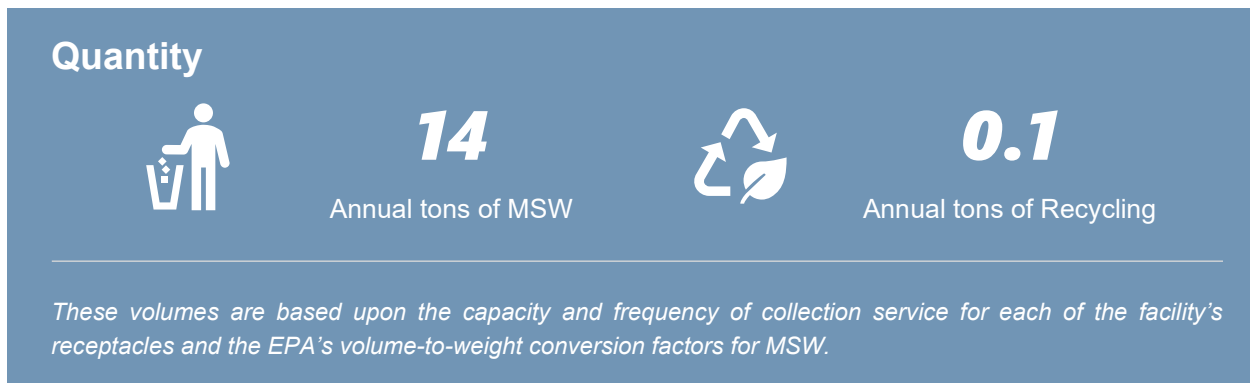 Quantity
14
0.1
Annual tons of MSW
Annual tons of Recycling
These volumes are based upon the capacity and frequency of collection service for each of the facility’s
receptacles and the EPA’s volume-to-weight conversion factors for MSW.